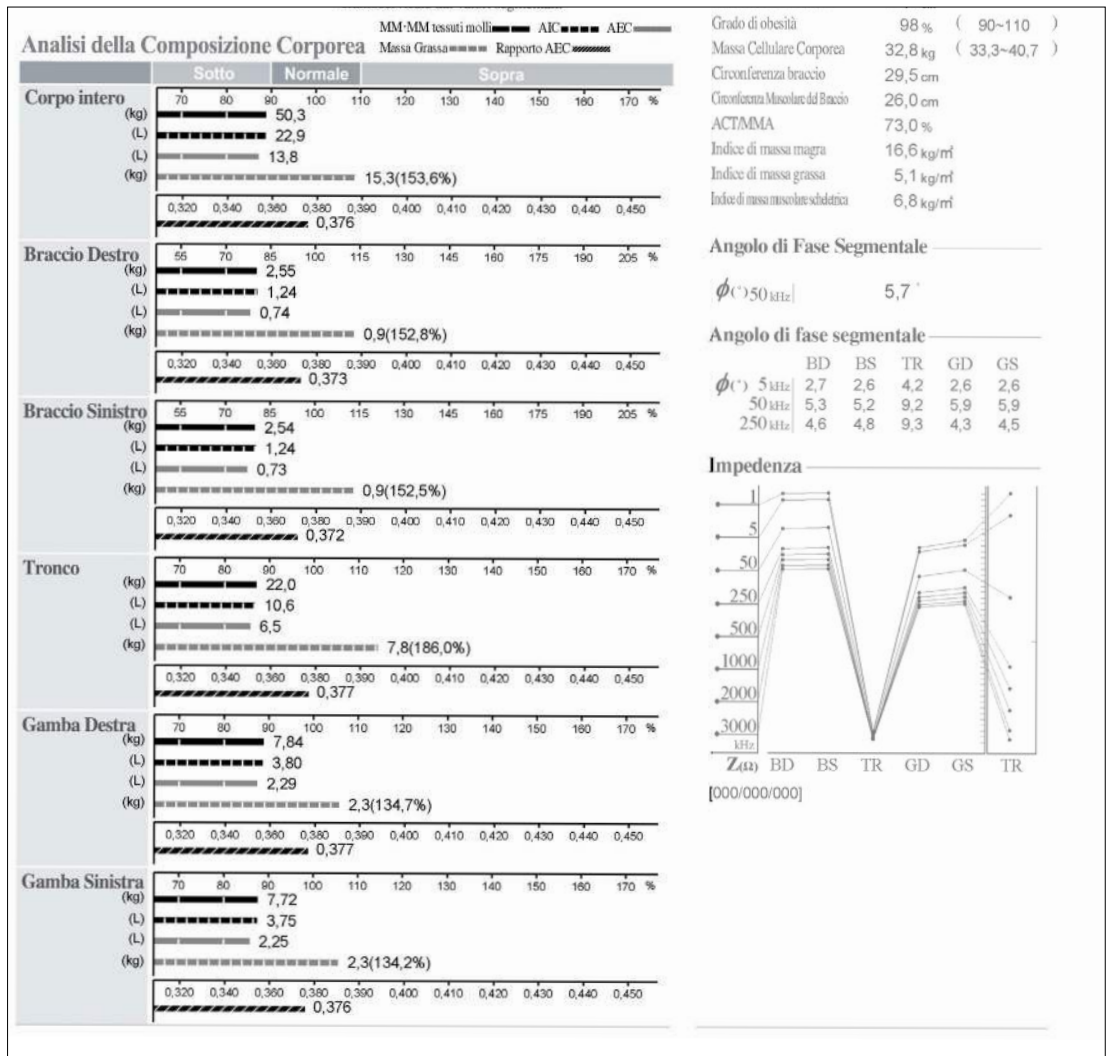 MM·MM tessuti molli AIC AEC
Analisi della Composizione Corporea Massa Grassa Rapporto AEC
Sotto Normale Sopra
Corpo intero 70 80 90 100 110 120 130 140 150 160 170 %
(kg) 50,3
(L) 22,9
(L) 13,8
(kg) 15,3(153,6%)
0,320 0,340 0,360 0,380 0,390 0,400 0,410 0,420 0,430 0,440 0,450
0,376
Braccio Destro 55 70 85 100 115 130 145 160 175 190 205 %
(kg) 2,55
(L) 1,24
(L) 0,74
(kg) 0,9(152,8%)
0,320 0,340 0,360 0,380 0,390 0,400 0,410 0,420 0,430 0,440 0,450
0,373
Braccio Sinistro 55 70 85 100 115 130 145 160 175 190 205 %
(kg) 2,54
(L) 1,24
(L) 0,73
(kg) 0,9(152,5%)
0,320 0,340 0,360 0,380 0,390 0,400 0,410 0,420 0,430 0,440 0,450
0,372
Tronco 70 80 90 100 110 120 130 140 150 160 170 %
(kg) 22,0
(L) 10,6
(L) 6,5
(kg) 7,8(186,0%)
0,320 0,340 0,360 0,380 0,390 0,400 0,410 0,420 0,430 0,440 0,450
0,377
Gamba Destra 70 80 90 100 110 120 130 140 150 160 170 %
(kg) 7,84
(L) 3,80
(L) 2,29
(kg) 2,3(134,7%)
0,320 0,340 0,360 0,380 0,390 0,400 0,410 0,420 0,430 0,440 0,450
0,377
Gamba Sinistra 70 80 90 100 110 120 130 140 150 160 170 %
(kg) 7,72
(L) 3,75
(L) 2,25
(kg) 2,3(134,2%)
0,320 0,340 0,360 0,380 0,390 0,400 0,410 0,420 0,430 0,440 0,450
0,376
Grado di obesità 98 % ( 90~110 )
Massa Cellulare Corporea 32,8 kg ( 33,3~40,7 )
Circonferenza braccio 29,5 cm
Circonferenza Muscolare del Braccio 26,0 cm
ACT/MMA 73,0 %
Indice di massa magra 16,6 kg/m²
Indice di massa grassa 5,1 kg/m²
Indice di massa muscolare scheletrica 6,8 kg/m²
Angolo di Fase Segmentale
ϕ(°)50 kHz 5,7 °
Angolo di fase segmentale
BD BS TR GD GS
ϕ(°) 5 kHz 2,7 2,6 4,2 2,6 2,6
50 kHz 5,3 5,2 9,2 5,9 5,9
250 kHz 4,6 4,8 9,3 4,3 4,5
Impedenza
1
5
50
250
500
1000
2000
3000
kHz
Z(Ω) BD BS TR GD GS TR
[000/000/000]